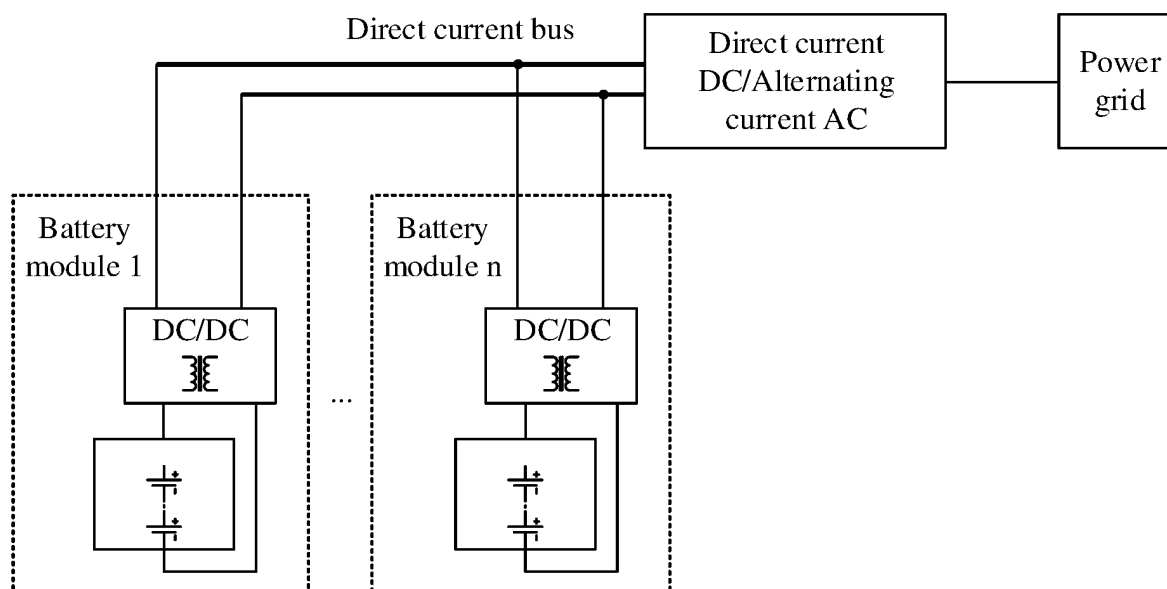 Direct current bus
Direct current
DC/Alternating
current AC
Power
grid
Battery
module 1
Battery
module n
DC/DC
DC/DC
...